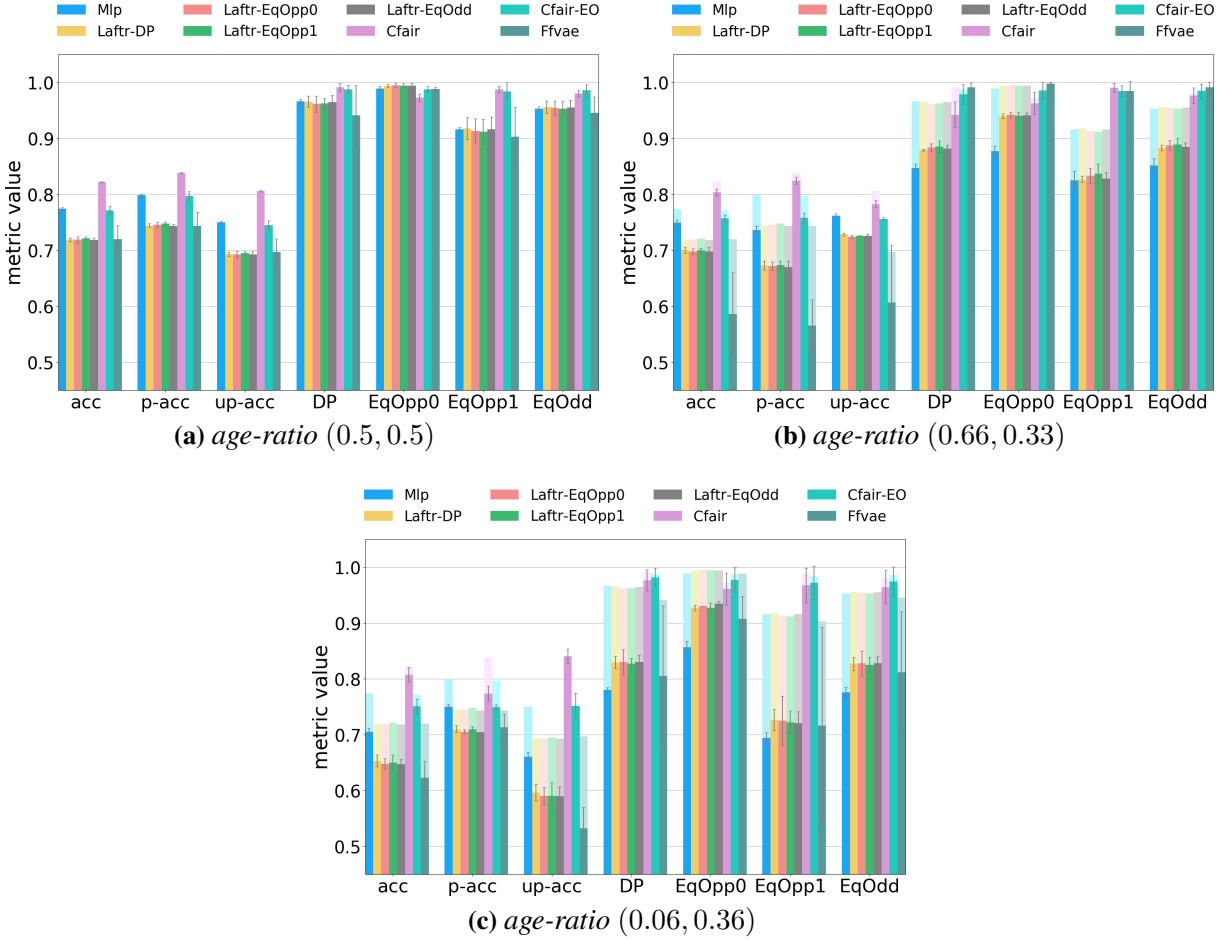 Mlp Laftr-EqOpp0 Laftr-EqOdd Cfair-EO
Laftr-DP Laftr-EqOpp1 Cfair Ffvae
metric value
1.0
0.9
0.8
0.7
0.6
0.5
acc p-acc up-acc DP EqOpp0 EqOpp1 EqOdd
(a) age-ratio (0.5, 0.5)
Mlp Laftr-EqOpp0 Laftr-EqOdd Cfair-EO
Laftr-DP Laftr-EqOpp1 Cfair Ffvae
metric value
1.0
0.9
0.8
0.7
0.6
0.5
acc p-acc up-acc DP EqOpp0 EqOpp1 EqOdd
(b) age-ratio (0.66, 0.33)
Mlp Laftr-EqOpp0 Laftr-EqOdd Cfair-EO
Laftr-DP Laftr-EqOpp1 Cfair Ffvae
metric value
1.0
0.9
0.8
0.7
0.6
0.5
acc p-acc up-acc DP EqOpp0 EqOpp1 EqOdd
(c) age-ratio (0.06, 0.36)